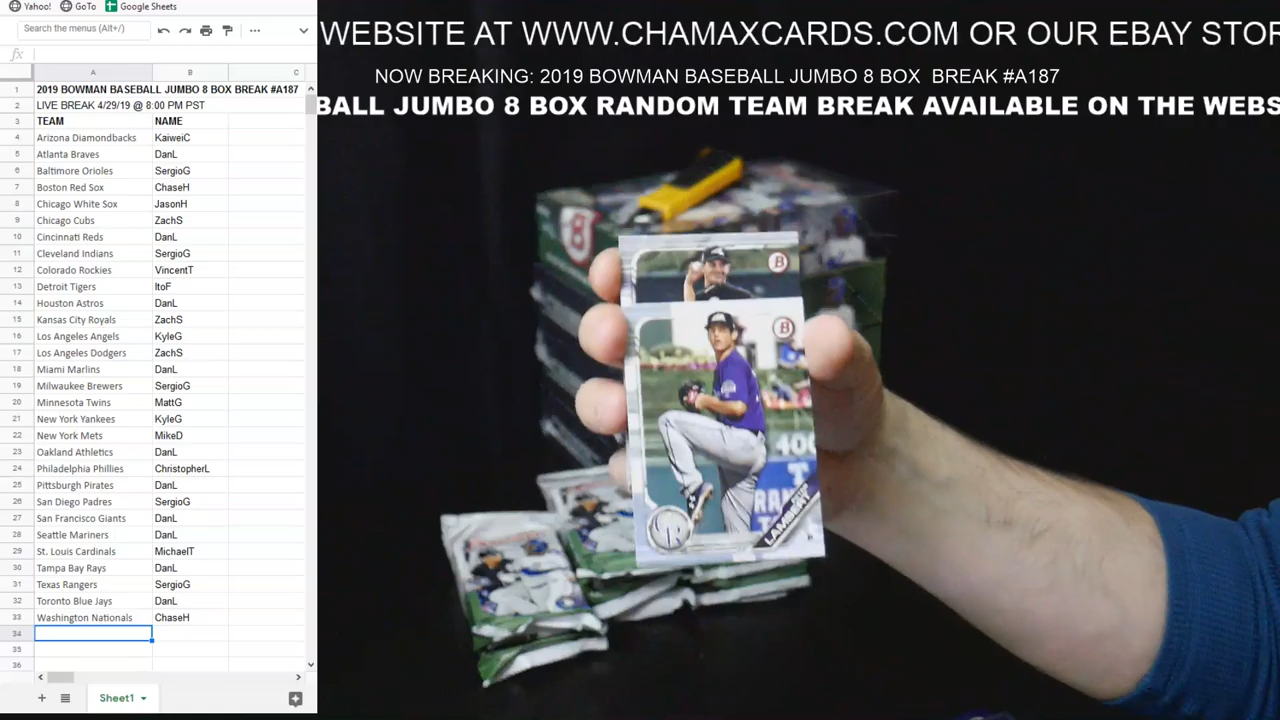 Yahoo!
GoTo
Google Sheets
Search the menus (Alt+/)
fx
A
B
C
1 2019 BOWMAN BASEBALL JUMBO 8 BOX BREAK #A187
2 LIVE BREAK 4/29/19 @ 8:00 PM PST
3 TEAM NAME
4 Arizona Diamondbacks KaiweiC
5 Atlanta Braves DanL
6 Baltimore Orioles SergioG
7 Boston Red Sox ChaseH
8 Chicago White Sox JasonH
9 Chicago Cubs ZachS
10 Cincinnati Reds DanL
11 Cleveland Indians SergioG
12 Colorado Rockies VincentT
13 Detroit Tigers ItoF
14 Houston Astros DanL
15 Kansas City Royals ZachS
16 Los Angeles Angels KyleG
17 Los Angeles Dodgers ZachS
18 Miami Marlins DanL
19 Milwaukee Brewers SergioG
20 Minnesota Twins MattG
21 New York Yankees KyleG
22 New York Mets MikeD
23 Oakland Athletics DanL
24 Philadelphia Phillies ChristopherL
25 Pittsburgh Pirates DanL
26 San Diego Padres SergioG
27 San Francisco Giants DanL
28 Seattle Mariners DanL
29 St. Louis Cardinals MichaelT
30 Tampa Bay Rays DanL
31 Texas Rangers SergioG
32 Toronto Blue Jays DanL
33 Washington Nationals ChaseH
34
35
36
Sheet1
WEBSITE AT WWW.CHAMAXCARDS.COM OR OUR EBAY STOR
NOW BREAKING: 2019 BOWMAN BASEBALL JUMBO 8 BOX BREAK #A187
BALL JUMBO 8 BOX RANDOM TEAM BREAK AVAILABLE ON THE WEBS
B
B
B
400
LAMBERT